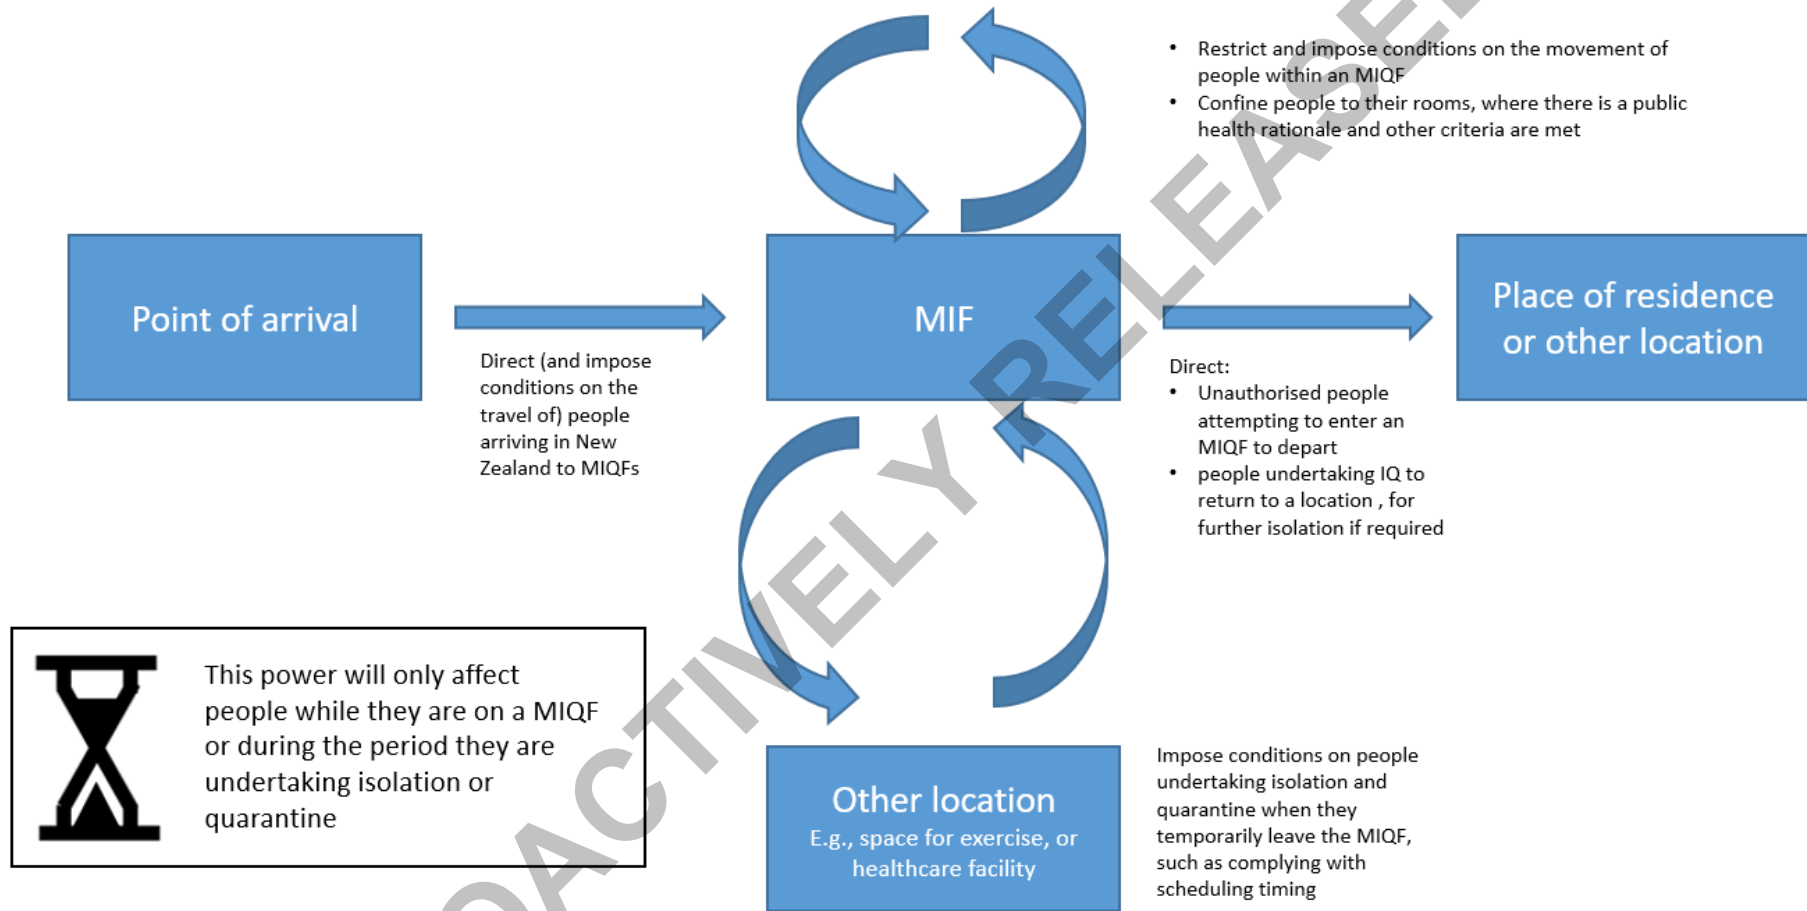 • Restrict and impose conditions on the movement of
people within an MIQF
• Confine people to their rooms, where there is a public
health rationale and other criteria are met
Point of arrival
Direct (and impose
conditions on the
travel of) people
arriving in New
Zealand to MIQFs
MIF
Direct:
• Unauthorised people
attempting to enter an
MIQF to depart
• people undertaking IQ to
return to a location , for
further isolation if required
Place of residence
or other location
This power will only affect
people while they are on a MIQF
or during the period they are
undertaking isolation or
quarantine
Other location
E.g., space for exercise, or
healthcare facility
Impose conditions on people
undertaking isolation and
quarantine when they
temporarily leave the MIQF,
such as complying with
scheduling timing
OACTIVELY RELEASE